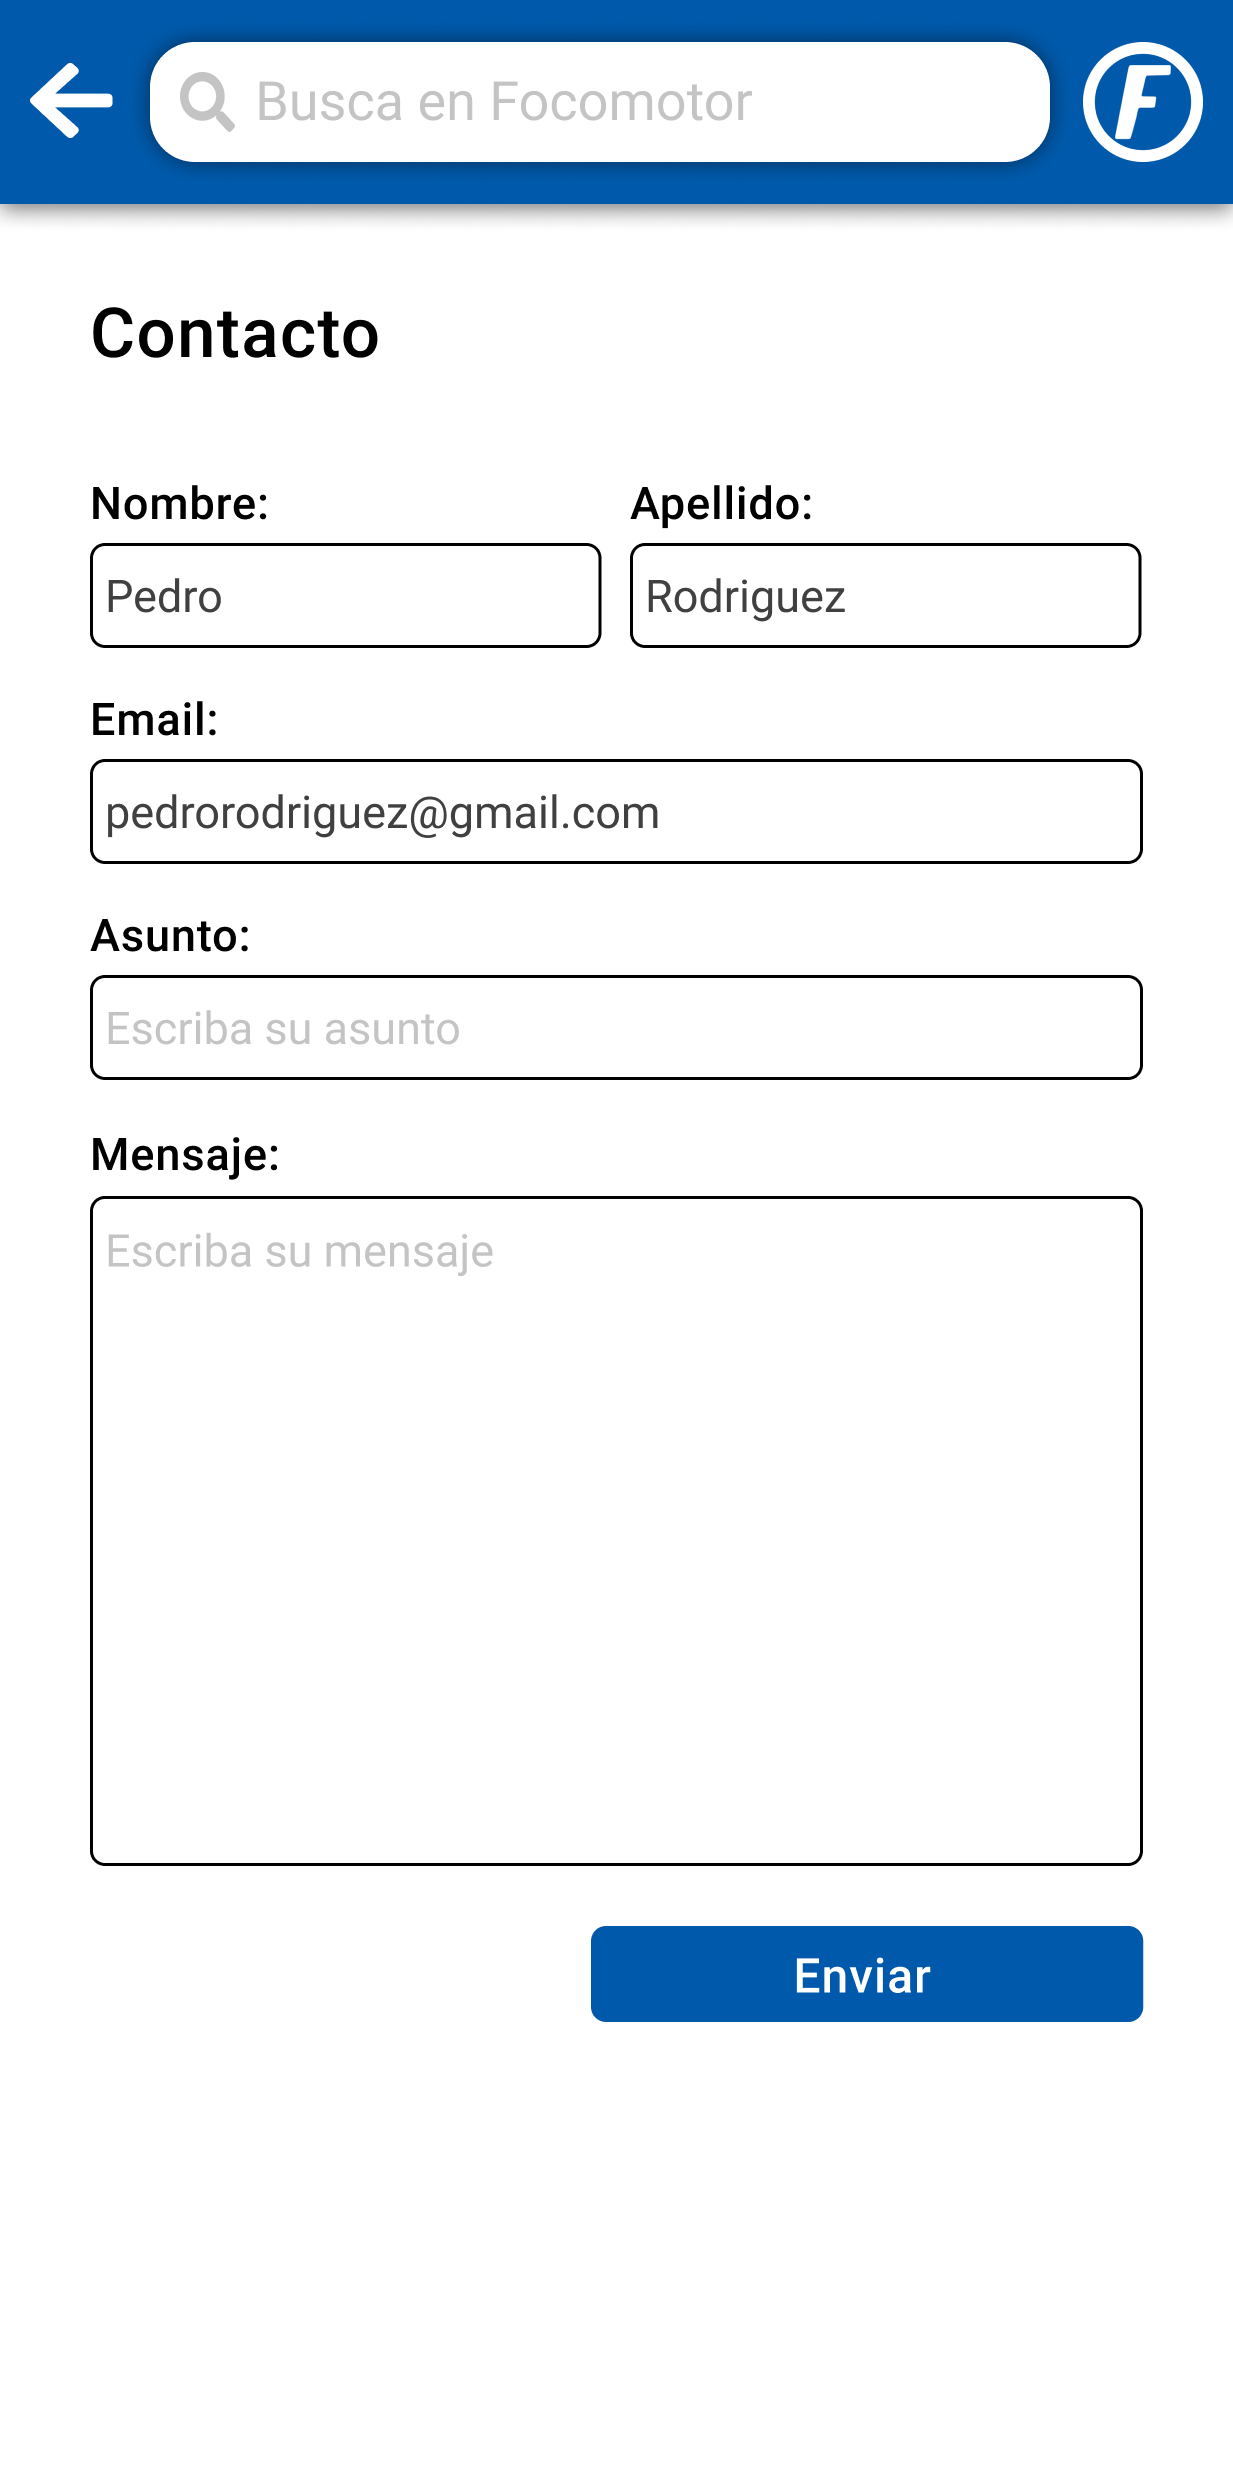 Busca en Focomotor
F
Contacto
Nombre:
Apellido:
Pedro
Rodriguez
Email:
pedrorodriguez@gmail.com
Asunto:
Escriba su asunto
Mensaje:
Escriba su mensaje
Enviar